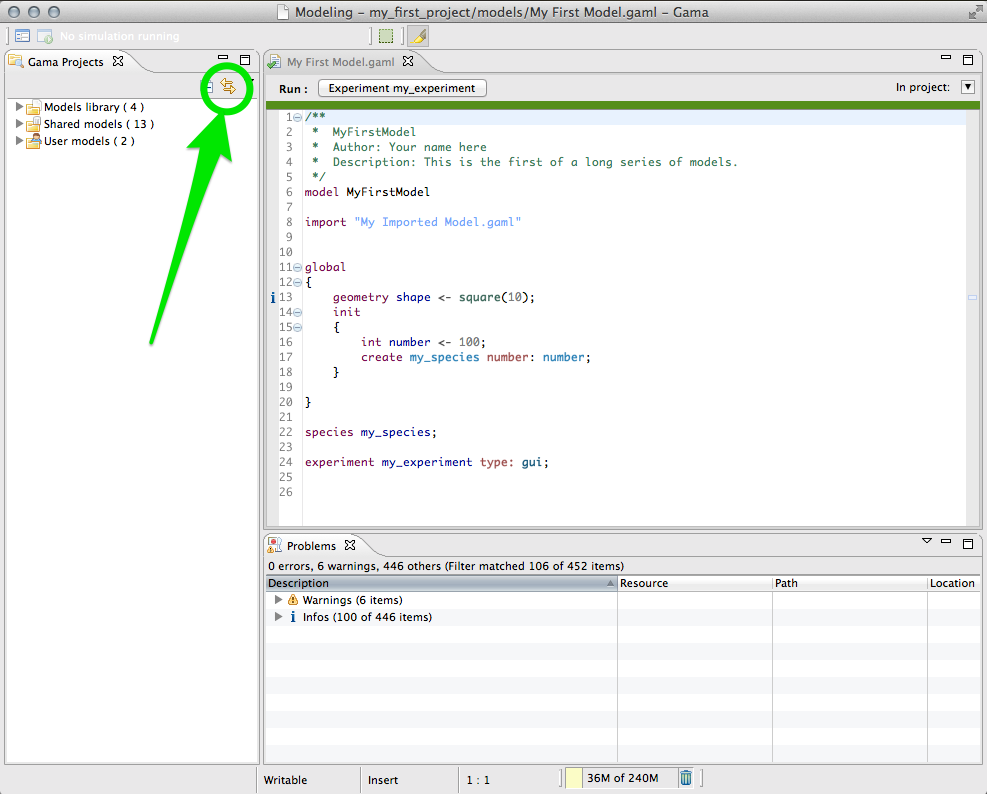 Modeling – my_first_project/models/My First Model.gaml – Gama
No simulation running
Gama Projects
Models library ( 4 )
Shared models ( 13 )
User models ( 2 )
My First Model.gaml
Run :
Experiment my_experiment
In project:
1 /**
2  *  MyFirstModel
3  *  Author: Your name here
4  *  Description: This is the first of a long series of models.
5  */
6 model MyFirstModel
7
8 import "My Imported Model.gaml"
9
10
11 global
12 {
i 13     geometry shape <- square(10);
14     init
15     {
16         int number <- 100;
17         create my_species number: number;
18     }
19
20 }
21
22 species my_species;
23
24 experiment my_experiment type: gui;
25
26
Problems
0 errors, 6 warnings, 446 others (Filter matched 106 of 452 items)
Description Resource Path Location
Warnings (6 items)
i Infos (100 of 446 items)
Writable Insert 1 : 1 36M of 240M